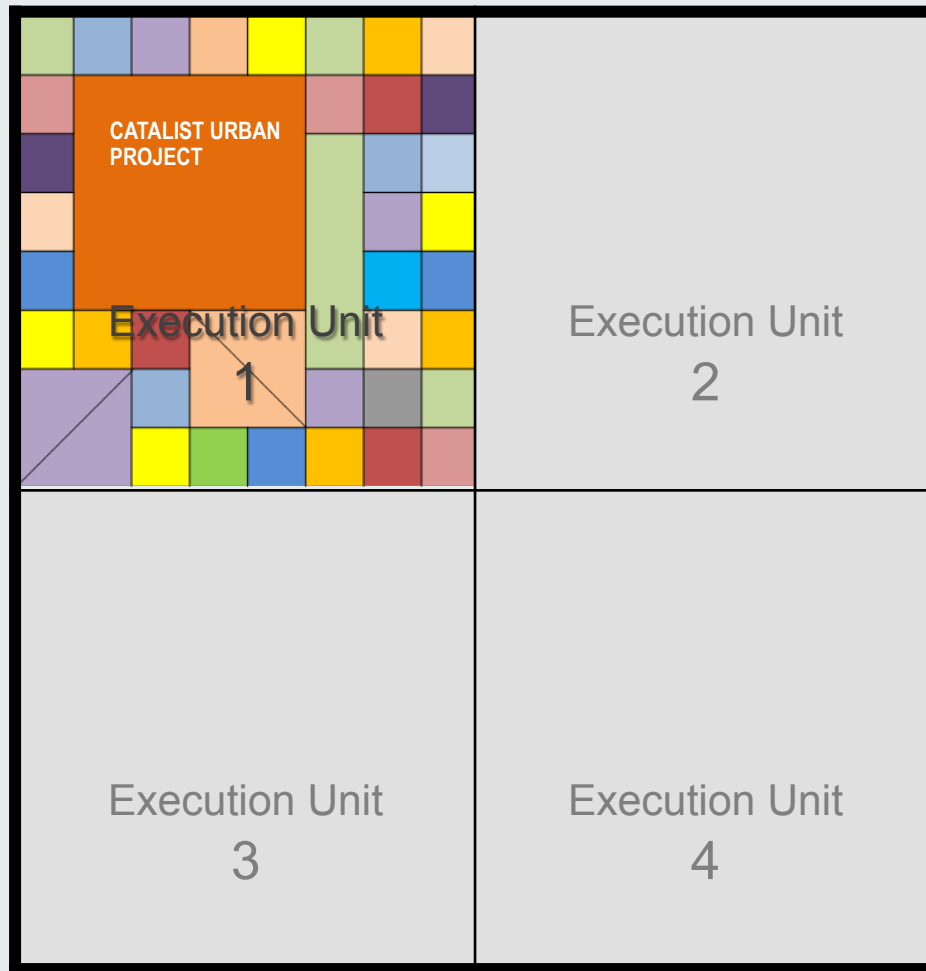 CATALIST URBAN
PROJECT
Execution Unit
1
Execution Unit
2
Execution Unit
3
Execution Unit
4